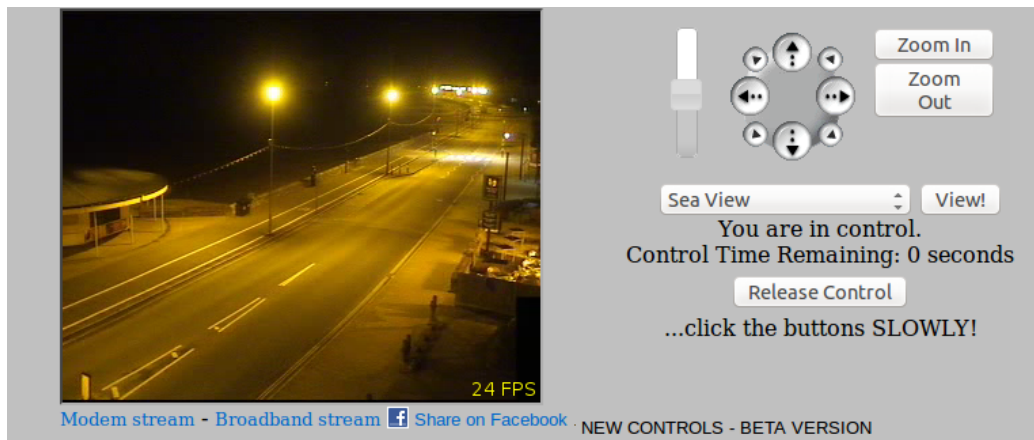 Zoom In
Zoom
Out
Sea View
View!
You are in control.
Control Time Remaining: 0 seconds
Release Control
...click the buttons SLOWLY!
24 FPS
Modem stream - Broadband stream f Share on Facebook .
NEW CONTROLS - BETA VERSION